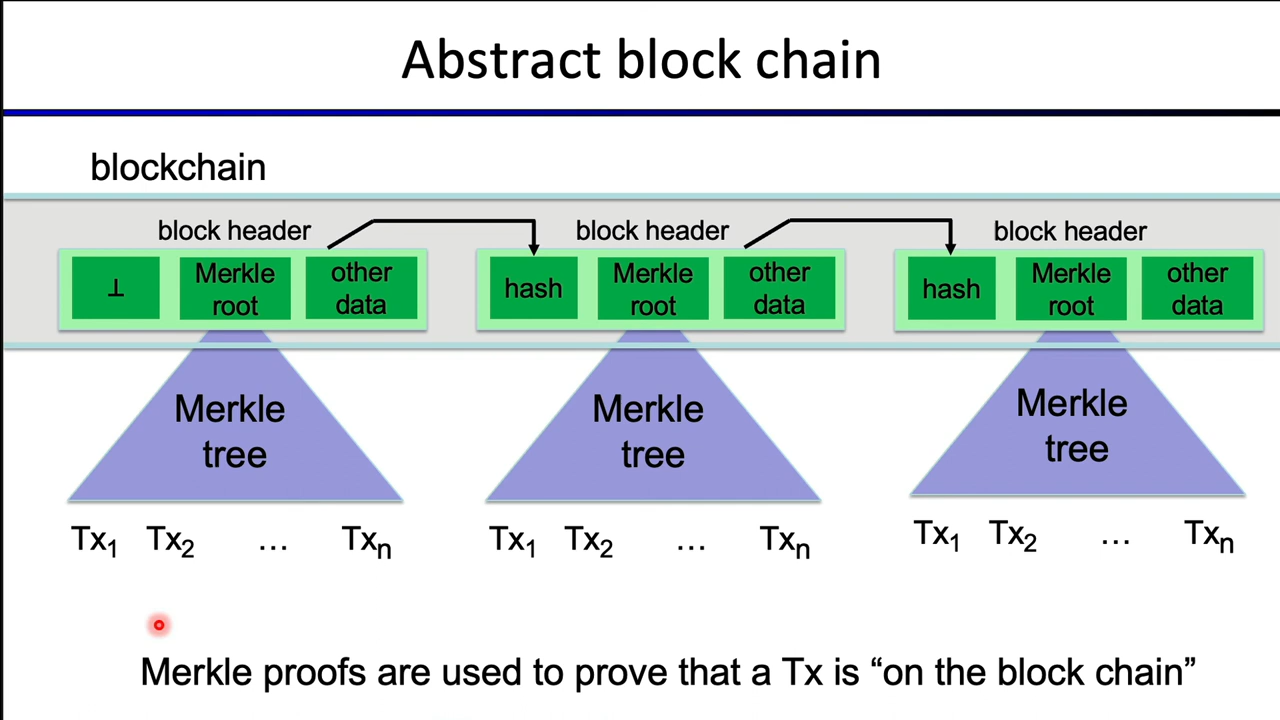 Abstract block chain
blockchain
block header
block header
block header
⊥
Merkle root
other data
hash
Merkle root
other data
hash
Merkle root
other data
Merkle tree
Merkle tree
Merkle tree
Tx₁ Tx₂ … Txₙ
Tx₁ Tx₂ … Txₙ
Tx₁ Tx₂ … Txₙ
Merkle proofs are used to prove that a Tx is “on the block chain”